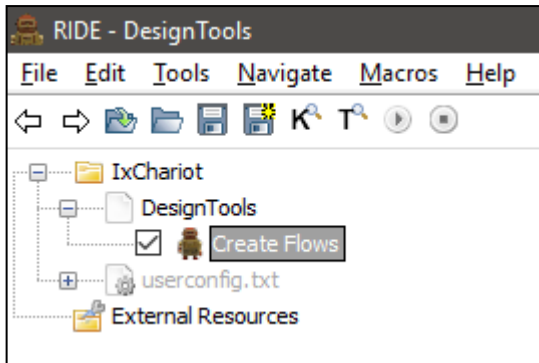 RIDE - DesignTools
File Edit Tools Navigate Macros Help
K T
IxChariot
DesignTools
Create Flows
userconfig.txt
External Resources